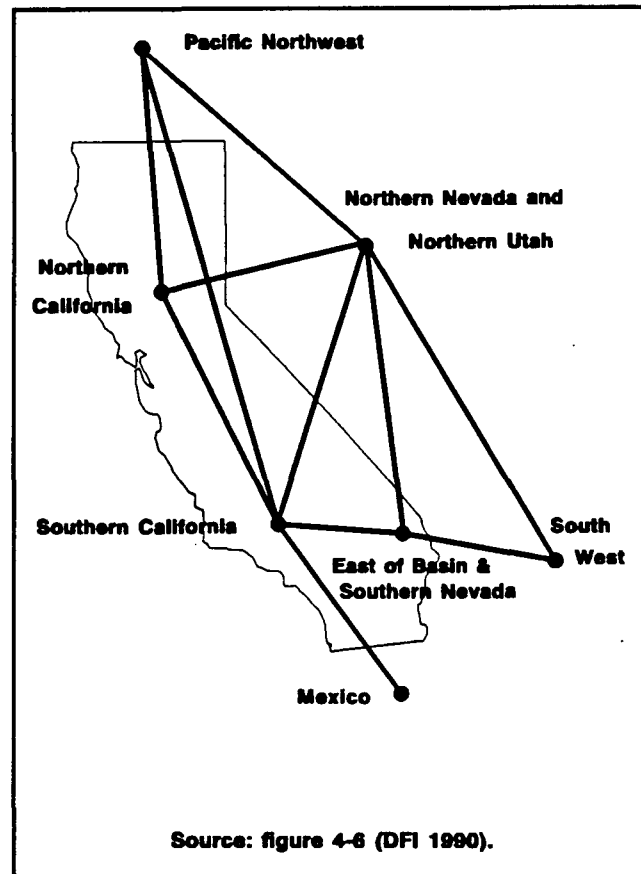 Pacific Northwest
Northern Nevada and
Northern Utah
Northern
California
Southern California
South
West
East of Basin &
Southern Nevada
Mexico
Source: figure 4-6 (DFI 1990).